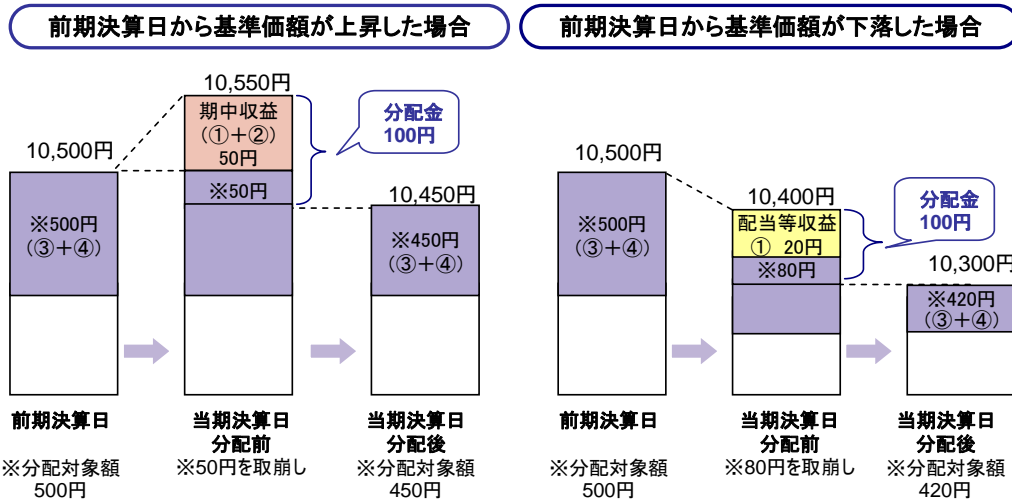 前期決算日から基準価額が上昇した場合
10,550円
期中収益
(①+②)
50円
分配金
100円
10,500円
※50円
10,450円
※500円
(③+④)
※450円
(③+④)
前期決算日
当期決算日
分配前
当期決算日
分配後
※分配対象額
500円
※50円を取崩し
※分配対象額
450円
前期決算日から基準価額が下落した場合
10,500円
10,400円
分配金
100円
※500円
(③+④)
配当等収益
① 20円
※80円
10,300円
※420円
(③+④)
前期決算日
当期決算日
分配前
当期決算日
分配後
※分配対象額
500円
※80円を取崩し
※分配対象額
420円